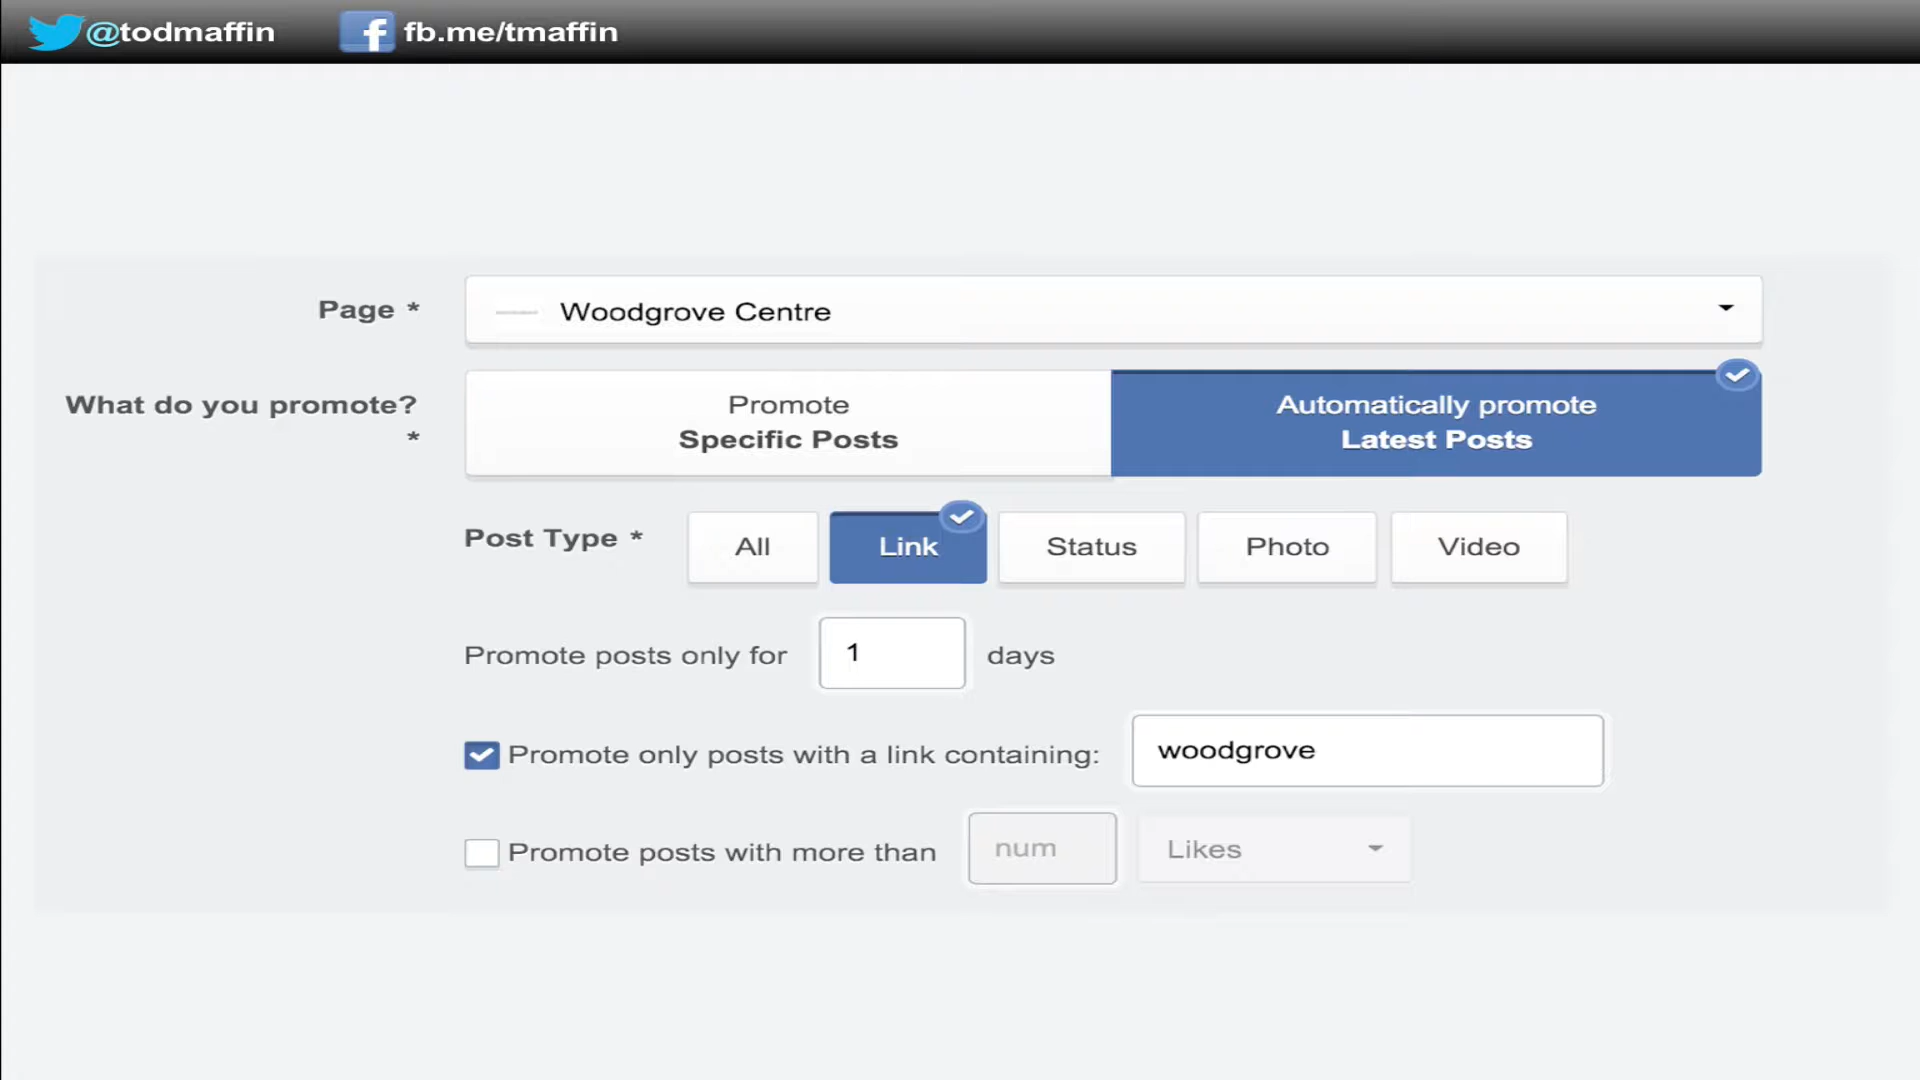 @todmaffin fb.me/tmaffin
Page * Woodgrove Centre
What do you promote? *
Promote
Specific Posts
Automatically promote
Latest Posts
Post Type * All Link Status Photo Video
Promote posts only for 1 days
Promote only posts with a link containing: woodgrove
Promote posts with more than num Likes